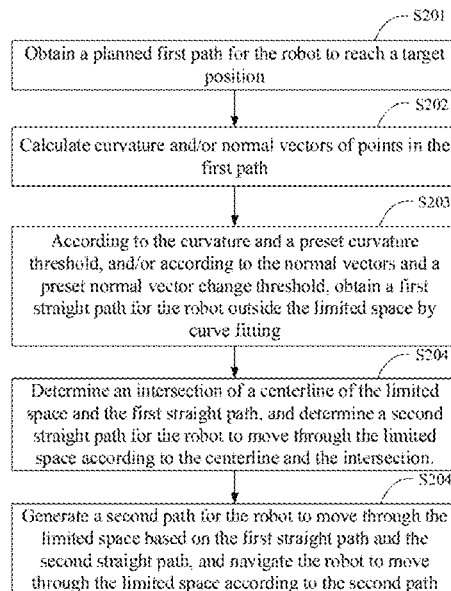 S201
Obtain a planned first path for the robot to reach a target
position
S202
Calculate curvature and/or normal vectors of points in the
first path
S203
According to the curvature and a preset curvature
threshold, and/or according to the normal vectors and a
preset normal vector change threshold, obtain a first
straight path for the robot outside the limited space by
curve fitting
S204
Determine an intersection of a centerline of the limited
space and the first straight path, and determine a second
straight path for the robot to move through the limited
space according to the centerline and the intersection.
S204
Generate a second path for the robot to move through the
limited space based on the first straight path and the
second straight path, and navigate the robot to move
through the limited space according to the second path